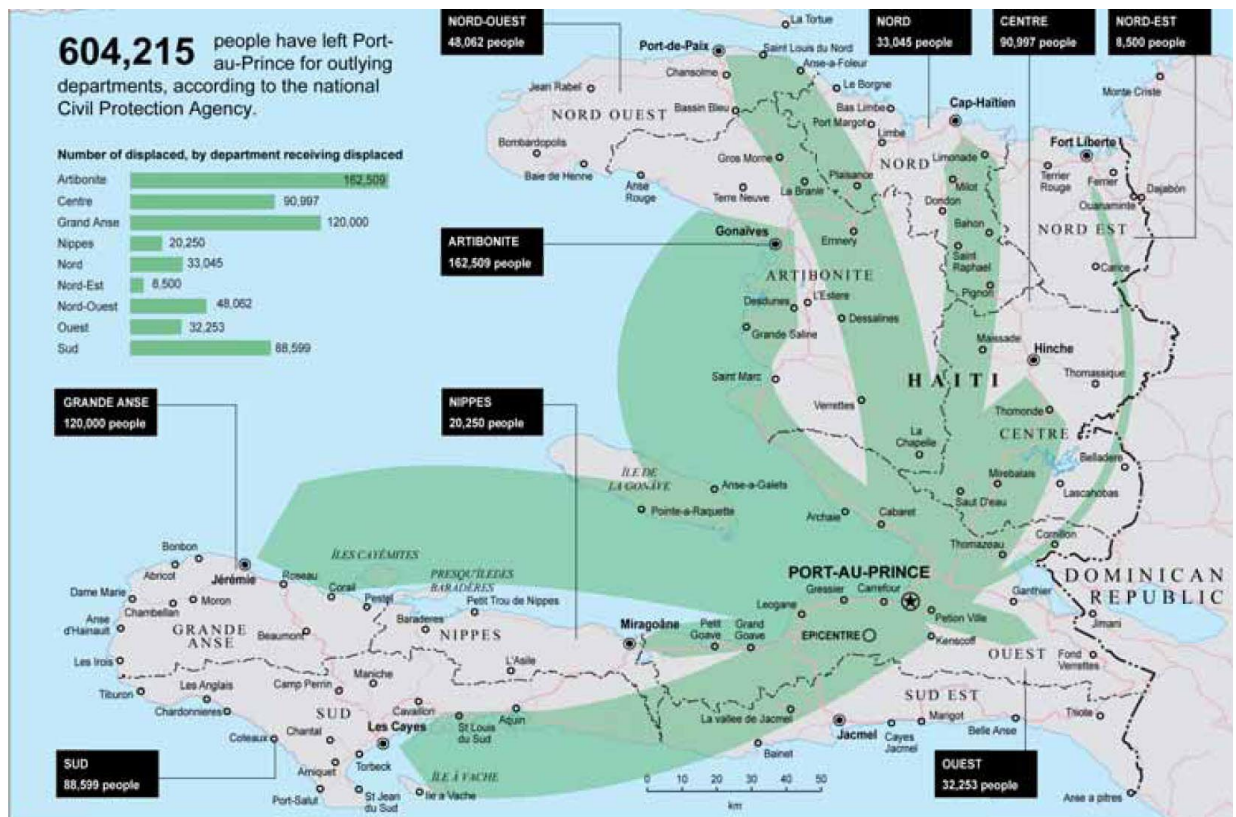 604,215 people have left Port-
au-Prince for outlying
departments, according to the national
Civil Protection Agency.
Number of displaced, by department receiving displaced
Artibonite 162,509
Centre 90,997
Grand Anse 120,000
Nippes 20,250
Nord 33,045
Nord-Est 8,500
Nord-Ouest 48,062
Ouest 32,253
Sud 88,599
NORD-OUEST
48,062 people
NORD
33,045 people
CENTRE
90,997 people
NORD-EST
8,500 people
ARTIBONITE
162,509 people
GRANDE ANSE
120,000 people
NIPPES
20,250 people
SUD
88,599 people
OUEST
32,253 people
La Tortue
Port-de-Paix
Saint Louis du Nord
Chansolme
Anse-a-Foleur
Jean Rabel
Le Borgne
Monte Criste
Bassin Bleu
Bas Limbe
Cap-Haïtien
NORD OUEST
Port Margot
Limbe
Bombardopolis
Baie de Henne
Anse
Rouge
Gros Morne
Terre Neuve
La Branle
Plaisance
NORD
Limonade
Milot
Dondon
Fort Liberte
Terrier
Rouge
Ferrier
Ouanaminte
Dajabón
NORD EST
Bahon
Gonaïves
Ennery
Saint
Raphael
Carice
Pignon
ARTIBONITE
Desdunes
L'Estere
Dessalines
Grande Saline
Maissade
Hinche
HAITI
Saint Marc
Thomassique
Verrettes
Thomonde
La
Chapelle
CENTRE
Belladere
Mirebalais
Lascahobas
Saut D'eau
ÎLE DE
LA GONÂVE
Anse-a-Galets
Pointe-a-Raquette
Archaie
Cabaret
Cornillon
Thomazeau
Bonbon
ÎLES CAYÉMITES
Abricot
Jérémie
Roseau
Corail
Pestel
PRESQU'ÎLEDES
BARADÈRES
Petit Trou de Nippes
Dame Marie
Chambellan
Moron
Anse
d'Hainault
GRANDE
ANSE
Beaumont
Baraderes
NIPPES
Miragoâne
Petit
Goave
Grand
Goave
Leogane
Gressier
Carrefour
PORT-AU-PRINCE
EPICENTRE
Petion Ville
Kenscoff
Ganthier
DOMINICAN
REPUBLIC
Jimani
OUEST
Fond
Verrettes
Les Irois
L'Asile
Tiburon
Les Anglais
Camp Perrin
Maniche
Chardonnieres
SUD
Cavaillon
Les Cayes
St Louis
du Sud
Aquin
La vallee de Jacmel
SUD EST
Jacmel
Cayes
Jacmel
Marigot
Belle Anse
Thiote
Coteaux
Chantal
Torbeck
Arniquet
Port-Salut
St Jean
du Sud
ÎLE À VACHE
Ile a Vache
Bainet
Anse a pitres
0 10 20 30 40 50
km